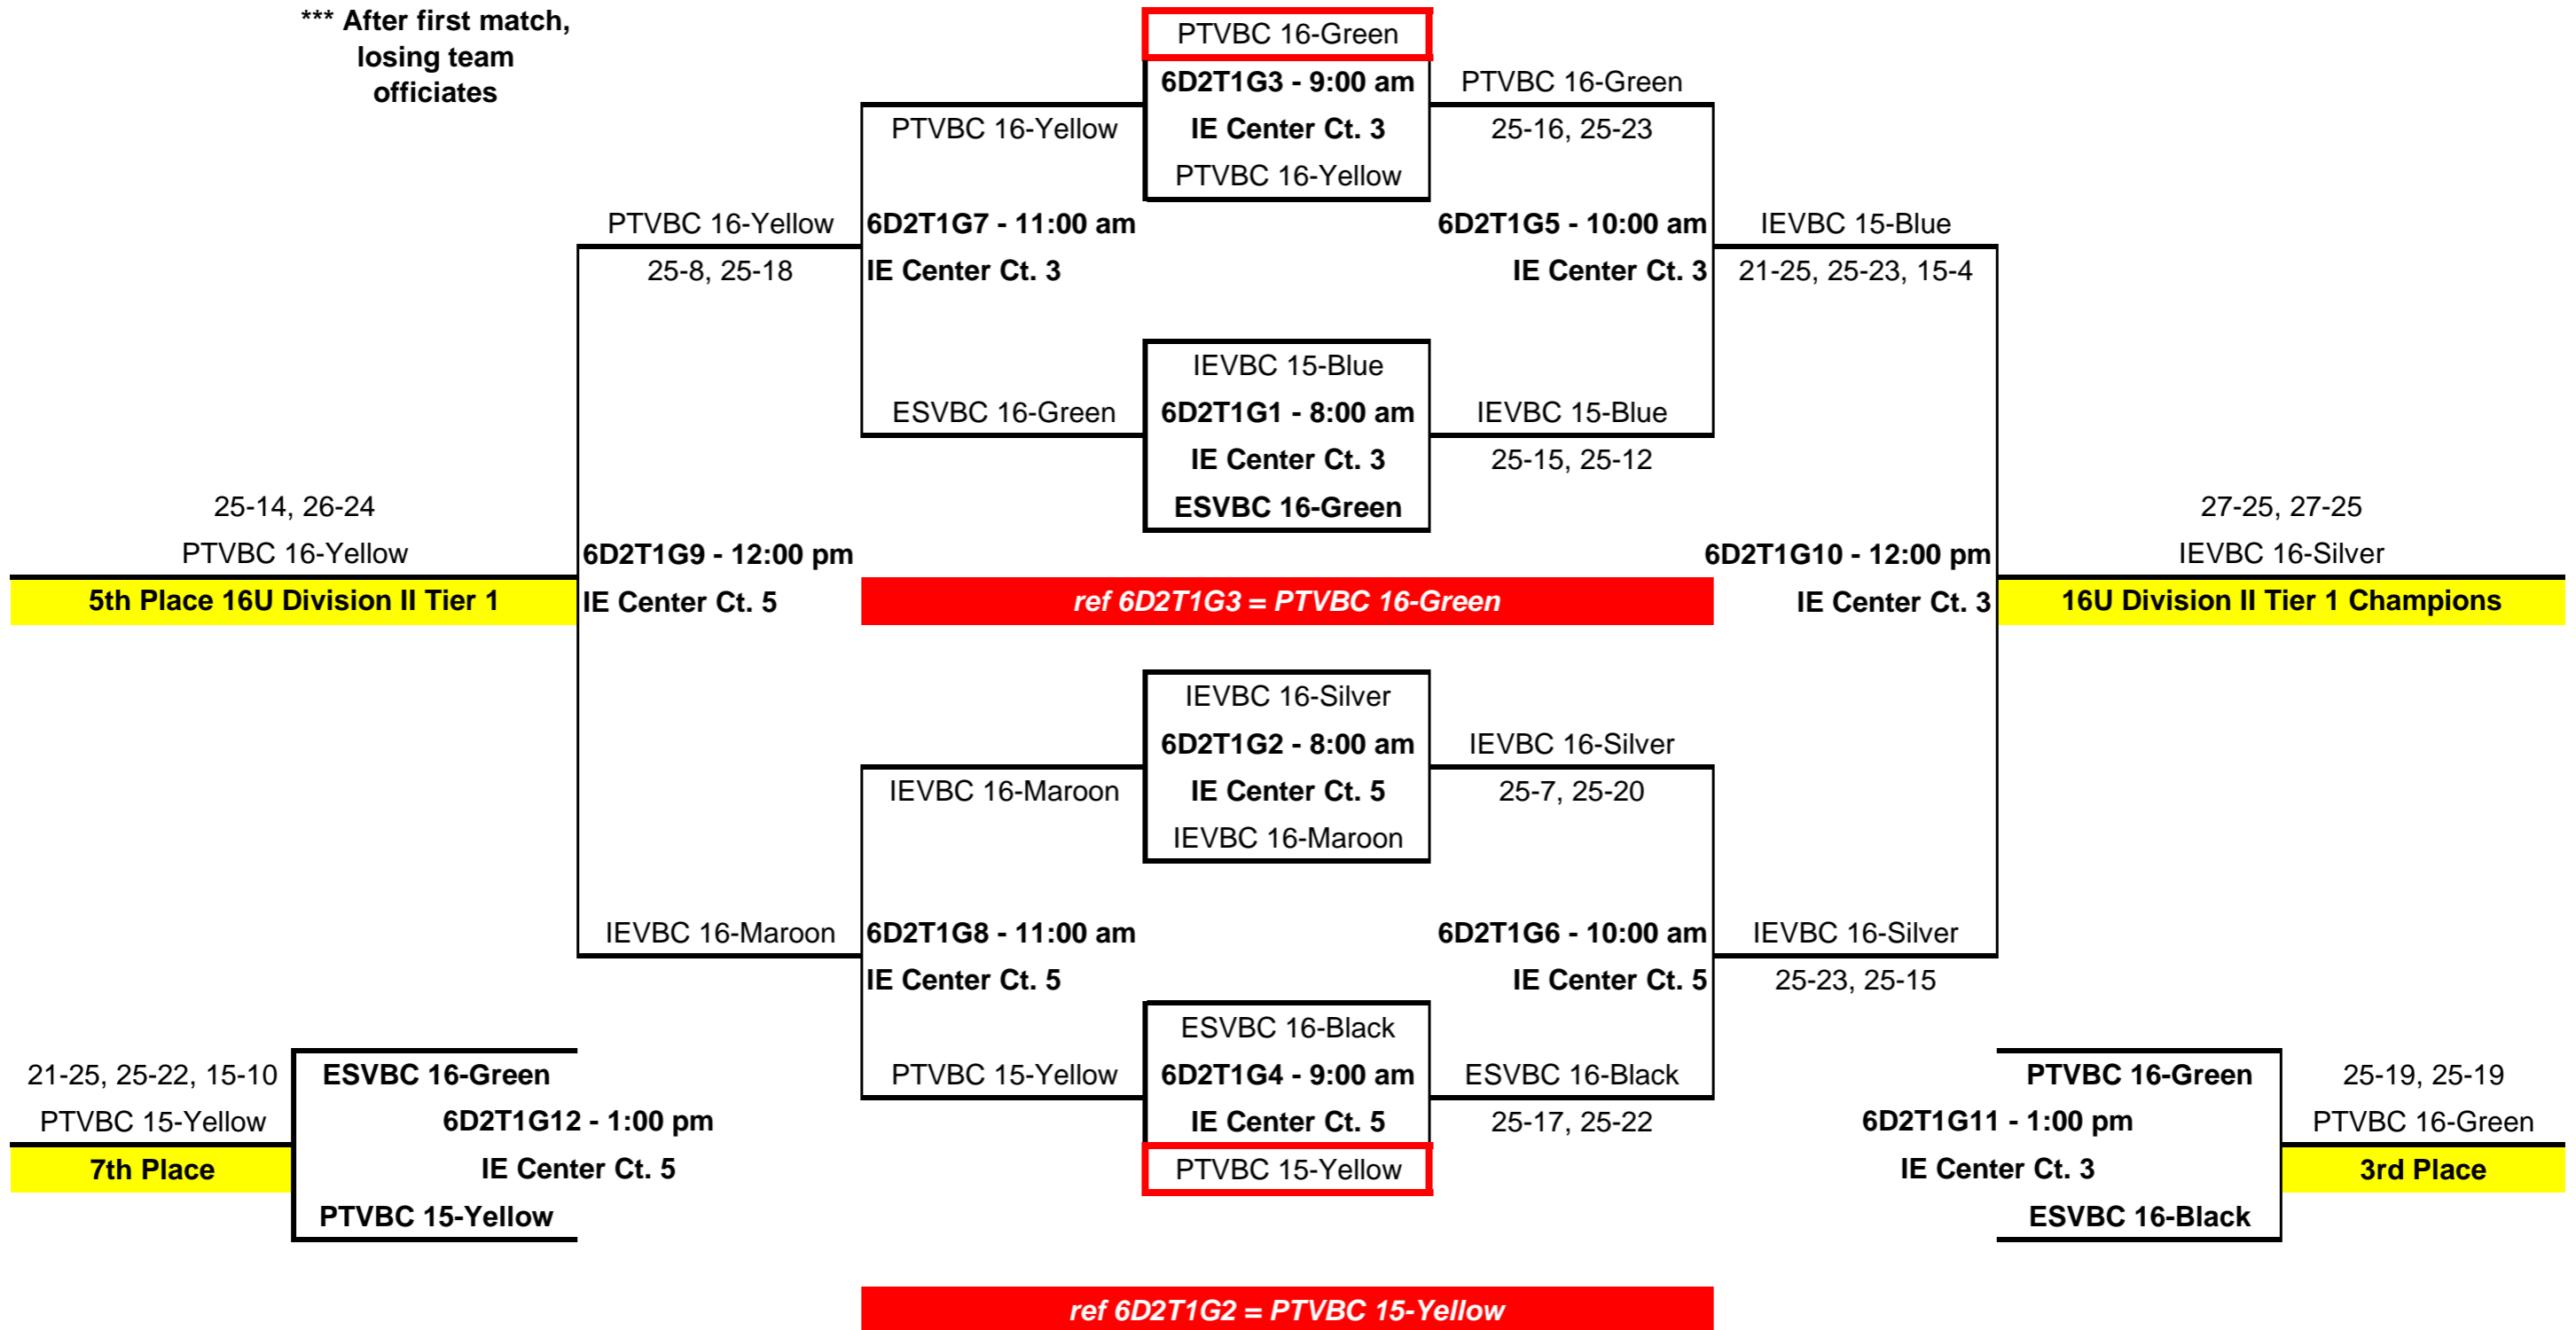 *** After first match,
losing team
officiates
PTVBC 16-Green
6D2T1G3 - 9:00 am
PTVBC 16-Green
PTVBC 16-Yellow
IE Center Ct. 3
25-16, 25-23
PTVBC 16-Yellow
PTVBC 16-Yellow
6D2T1G7 - 11:00 am
6D2T1G5 - 10:00 am
IEVBC 15-Blue
25-8, 25-18
IE Center Ct. 3
IE Center Ct. 3
21-25, 25-23, 15-4
IEVBC 15-Blue
ESVBC 16-Green
6D2T1G1 - 8:00 am
IEVBC 15-Blue
IE Center Ct. 3
25-15, 25-12
25-14, 26-24
ESVBC 16-Green
27-25, 27-25
PTVBC 16-Yellow
6D2T1G9 - 12:00 pm
6D2T1G10 - 12:00 pm
IEVBC 16-Silver
5th Place 16U Division II Tier 1
IE Center Ct. 5
ref 6D2T1G3 = PTVBC 16-Green
IE Center Ct. 3
16U Division II Tier 1 Champions
IEVBC 16-Silver
6D2T1G2 - 8:00 am
IEVBC 16-Silver
IEVBC 16-Maroon
IE Center Ct. 5
25-7, 25-20
IEVBC 16-Maroon
IEVBC 16-Maroon
6D2T1G8 - 11:00 am
6D2T1G6 - 10:00 am
IEVBC 16-Silver
IE Center Ct. 5
IE Center Ct. 5
25-23, 25-15
ESVBC 16-Black
21-25, 25-22, 15-10
ESVBC 16-Green
PTVBC 15-Yellow
6D2T1G4 - 9:00 am
ESVBC 16-Black
PTVBC 16-Green
25-19, 25-19
PTVBC 15-Yellow
6D2T1G12 - 1:00 pm
IE Center Ct. 5
25-17, 25-22
6D2T1G11 - 1:00 pm
PTVBC 16-Green
7th Place
IE Center Ct. 5
PTVBC 15-Yellow
IE Center Ct. 3
3rd Place
PTVBC 15-Yellow
ESVBC 16-Black
ref 6D2T1G2 = PTVBC 15-Yellow